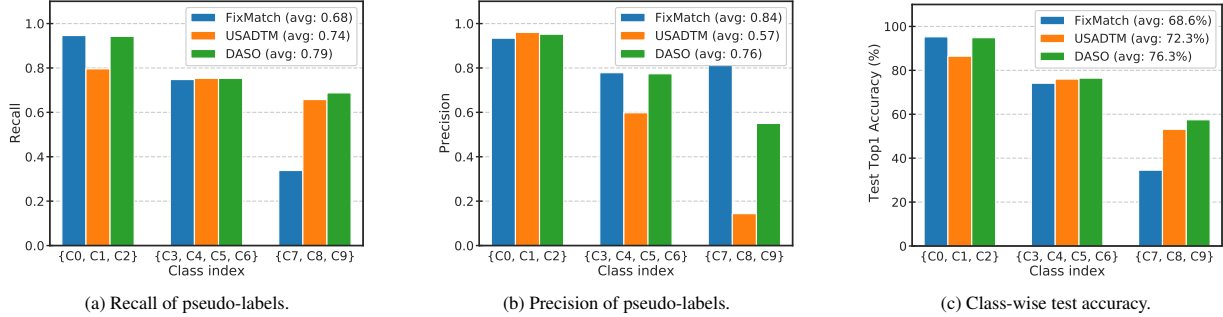 FixMatch (avg: 0.68)
USADTM (avg: 0.74)
DASO (avg: 0.79)
1.0
0.8
0.6
0.4
0.2
0.0
Recall
{C0, C1, C2}
{C3, C4, C5, C6}
{C7, C8, C9}
Class index
(a) Recall of pseudo-labels.
FixMatch (avg: 0.84)
USADTM (avg: 0.57)
DASO (avg: 0.76)
1.0
0.8
0.6
0.4
0.2
0.0
Precision
{C0, C1, C2}
{C3, C4, C5, C6}
{C7, C8, C9}
Class index
(b) Precision of pseudo-labels.
FixMatch (avg: 68.6%)
USADTM (avg: 72.3%)
DASO (avg: 76.3%)
100
80
60
40
20
0
Test Top1 Accuracy (%)
{C0, C1, C2}
{C3, C4, C5, C6}
{C7, C8, C9}
Class index
(c) Class-wise test accuracy.